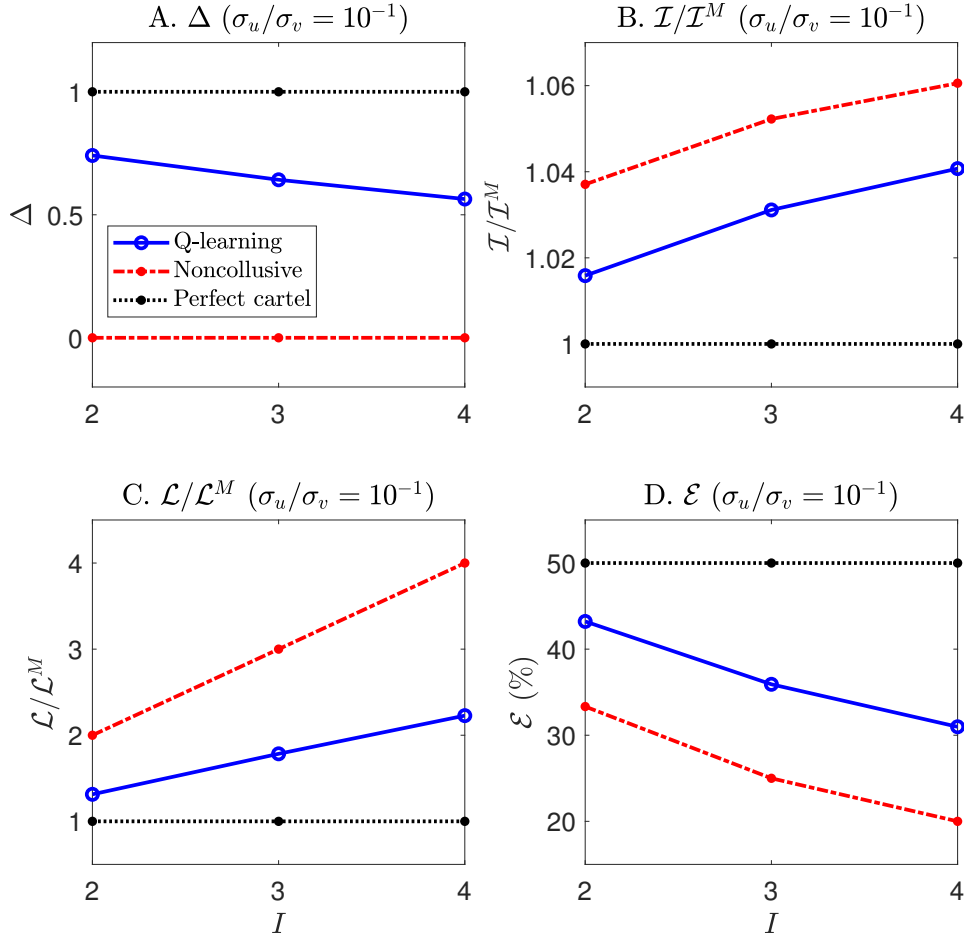 A. Δ (σ_u/σ_v = 10^{-1})
1
0.5
0
Δ
Q-learning
Noncollusive
Perfect cartel
2 3 4
B. 𝓘/𝓘^M (σ_u/σ_v = 10^{-1})
1.06
1.04
1.02
1
𝓘/𝓘^M
2 3 4
C. 𝓛/𝓛^M (σ_u/σ_v = 10^{-1})
4
3
2
1
𝓛/𝓛^M
2 3 4
I
D. 𝓔 (σ_u/σ_v = 10^{-1})
50
40
30
20
𝓔 (%)
2 3 4
I